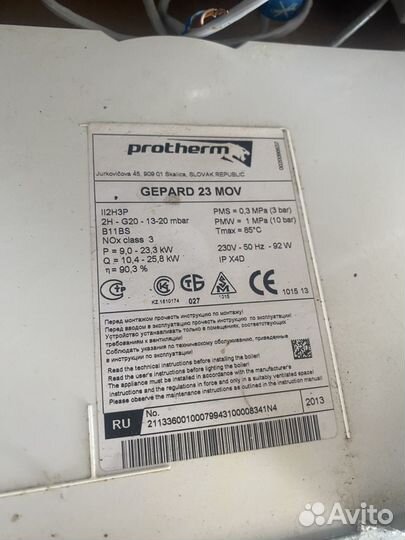 protherm
Jurkovičova 45, 909 01 Skalica, SLOVAK REPUBLIC
GEPARD 23 MOV
II2H3P
2H - G20 - 13-20 mbar
B11BS
NOx class 3
P = 9,0 - 23,3 kW
Q = 10,4 - 25,8 kW
η = 90,3 %
PMS = 0,3 MPa (3 bar)
PMW = 1 MPa (10 bar)
Tmax = 85°C
230V - 50 Hz - 92 W
IP X4D
KZ.1610174
027
1015
CE
1015 13
Перед монтажом прочесть инструкцию по монтажу!
Перед пуском прочесть инструкцию по эксплуатации!
Устройство устанавливать только в помещениях, соответствующих
требованиям к вентиляции!
Соблюдать указания по техническому обслуживанию, приведенные
в инструкции по эксплуатации!
Read the technical instructions before installing the boiler!
Read the user's instructions before lighting the boiler!
The appliance must be installed in accordance with the manufacturer's
instructions and the regulations in force and only in a suitably ventilated space!
Please observe the maintenance instructions as outlined in the instruction manual
RU
No.
21133600100079943100008341N4
2013
Avito